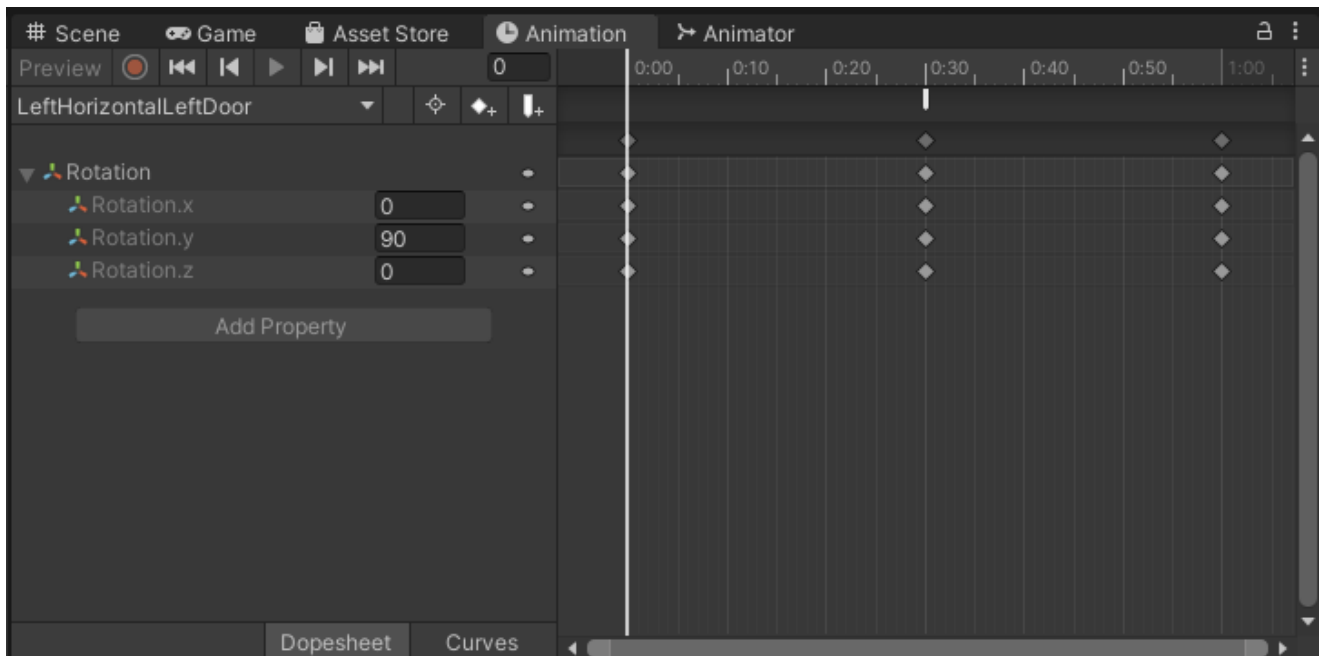 Scene Game Asset Store Animation Animator
Preview 0 0:00 0:10 0:20 0:30 0:40 0:50 1:00
LeftHorizontalLeftDoor
Rotation
Rotation.x 0
Rotation.y 90
Rotation.z 0
Add Property
Dopesheet Curves